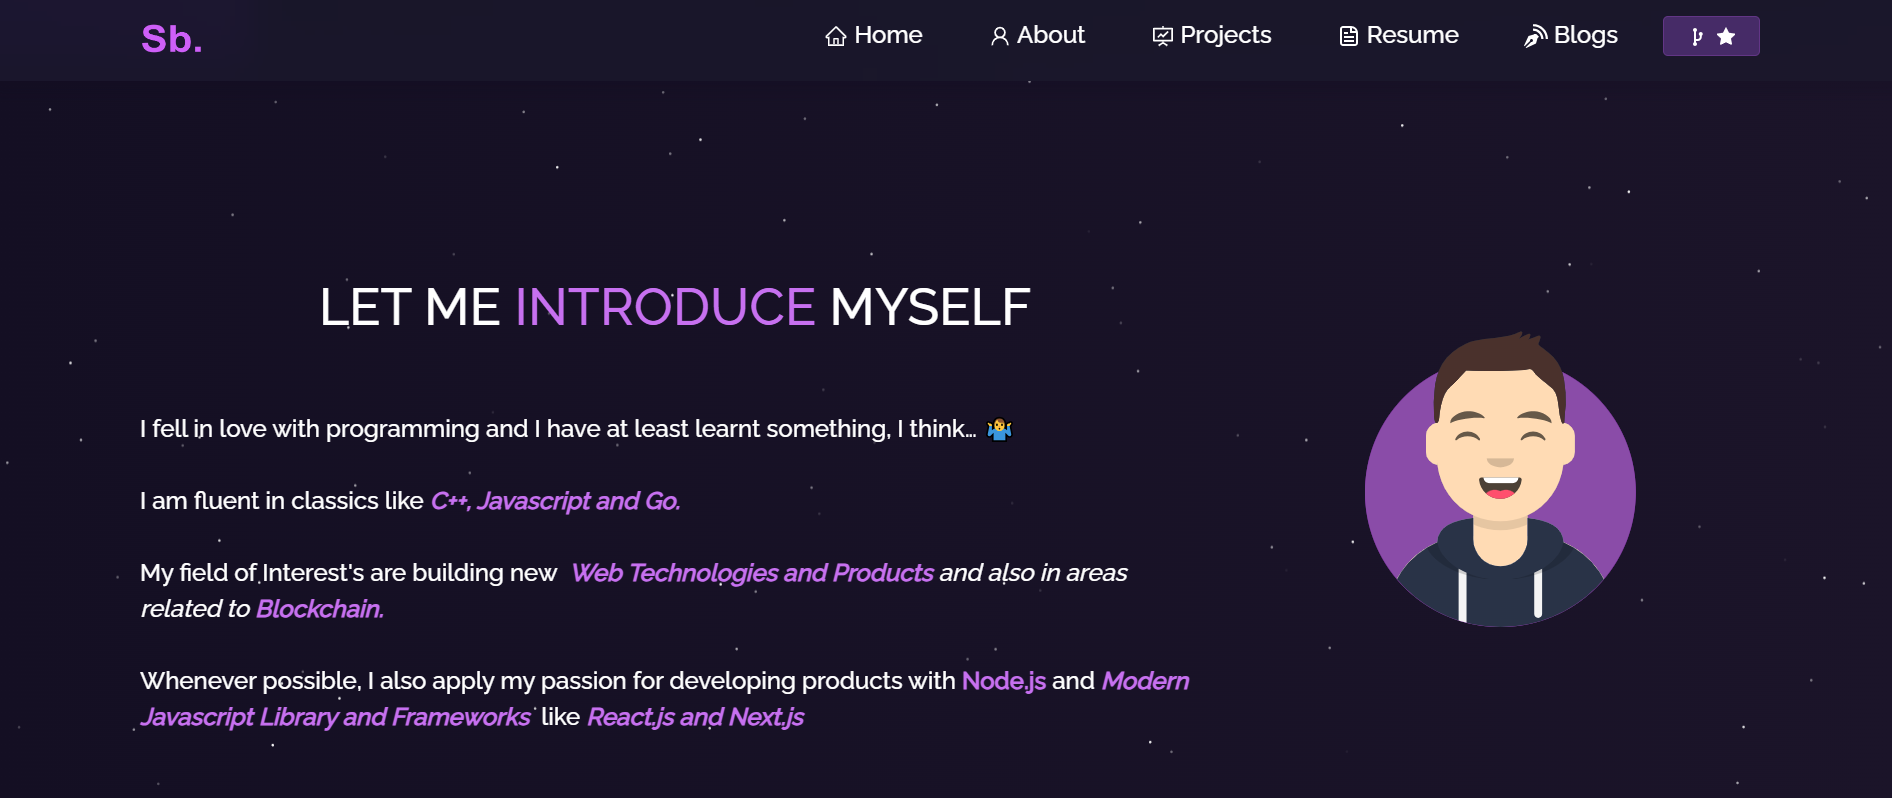 Sb.
Home About Projects Resume Blogs
LET ME INTRODUCE MYSELF
I fell in love with programming and I have at least learnt something, I think… 🤷‍♂️
I am fluent in classics like C++, Javascript and Go.
My field of Interest's are building new Web Technologies and Products and also in areas
related to Blockchain.
Whenever possible, I also apply my passion for developing products with Node.js and Modern
Javascript Library and Frameworks like React.js and Next.js